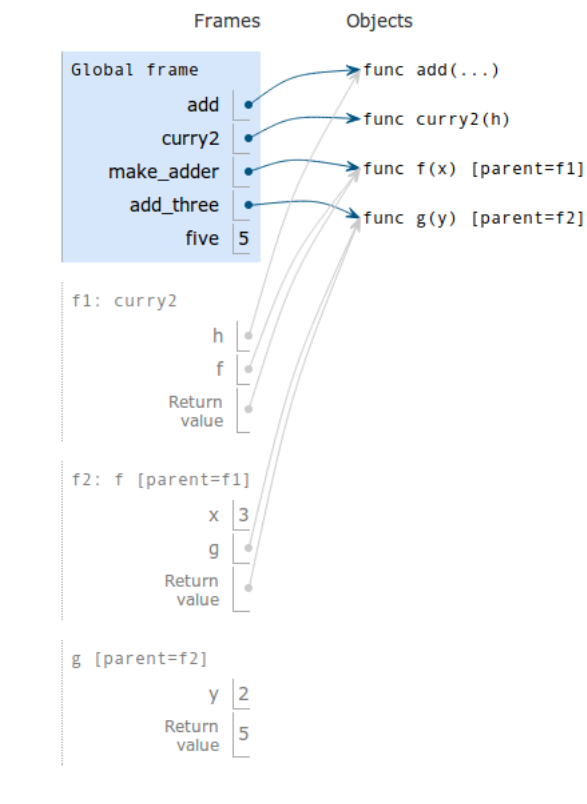 Frames Objects
Global frame func add(...)
add
curry2 func curry2(h)
make_adder func f(x) [parent=f1]
add_three func g(y) [parent=f2]
five 5
f1: curry2
h
f
Return
value
f2: f [parent=f1]
x 3
g
Return
value
g [parent=f2]
y 2
Return
value 5